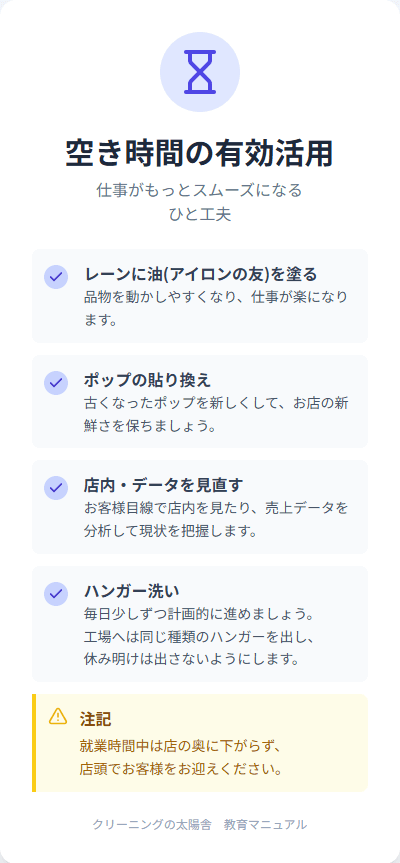 空き時間の有効活用
仕事がもっとスムーズになる
ひと工夫
レーンに油(アイロンの友)を塗る
品物を動かしやすくなり、仕事が楽になり
ます。
ポップの貼り換え
古くなったポップを新しくして、お店の新
鮮さを保ちましょう。
店内・データを見直す
お客様目線で店内を見たり、売上データを
分析して現状を把握します。
ハンガー洗い
毎日少しずつ計画的に進めましょう。
工場へは同じ種類のハンガーを出し、
休み明けは出さないようにします。
注記
就業時間中は店の奥に下がらず、
店頭でお客様をお迎えください。
クリーニングの太陽舎　教育マニュアル